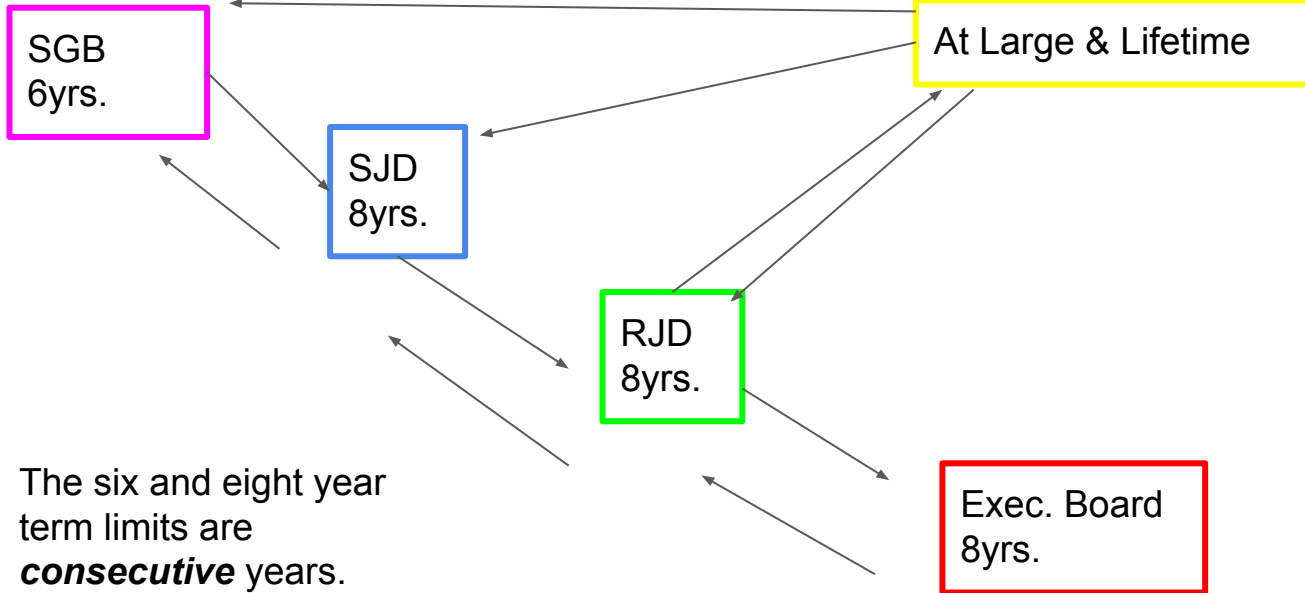 SGB
6yrs.
At Large & Lifetime
SJD
8yrs.
RJD
8yrs.
Exec. Board
8yrs.
The six and eight year
term limits are
consecutive years.